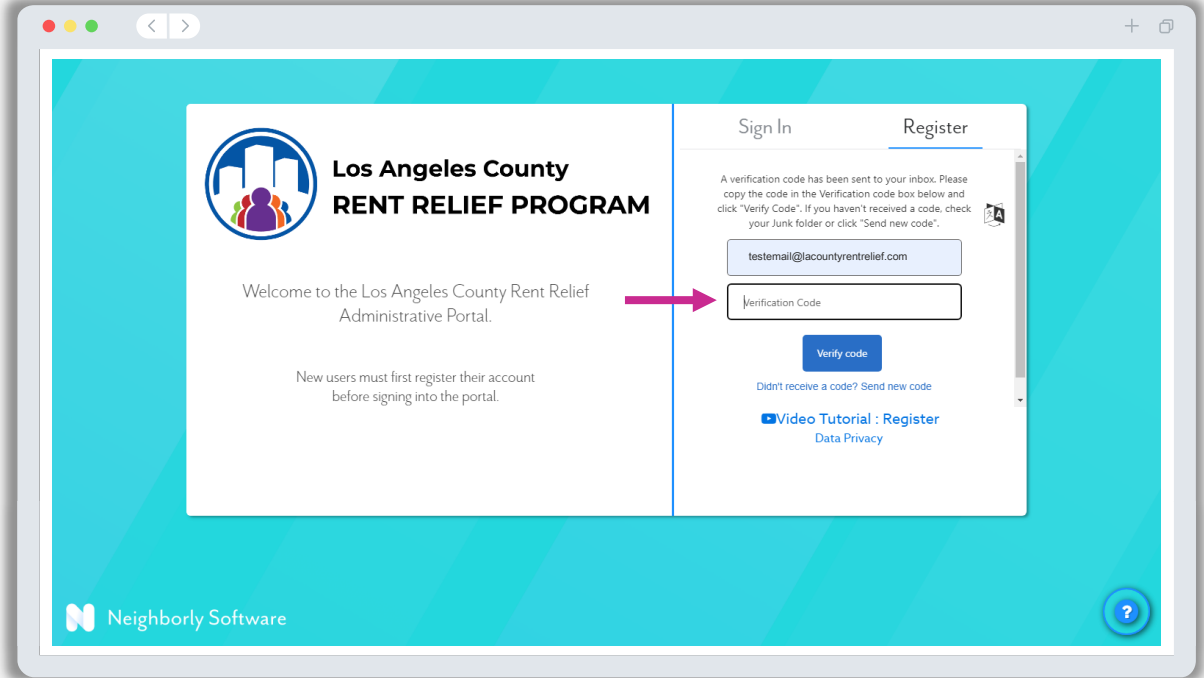 Los Angeles County
RENT RELIEF PROGRAM
Welcome to the Los Angeles County Rent Relief
Administrative Portal.
New users must first register their account
before signing into the portal.
Sign In
Register
A verification code has been sent to your inbox. Please
copy the code in the Verification code box below and
click "Verify Code". If you haven't received a code, check
your Junk folder or click "Send new code".
testemail@lacountyrentrelief.com
Verification Code
Verify code
Didn't receive a code? Send new code
Video Tutorial : Register
Data Privacy
Neighborly Software
?